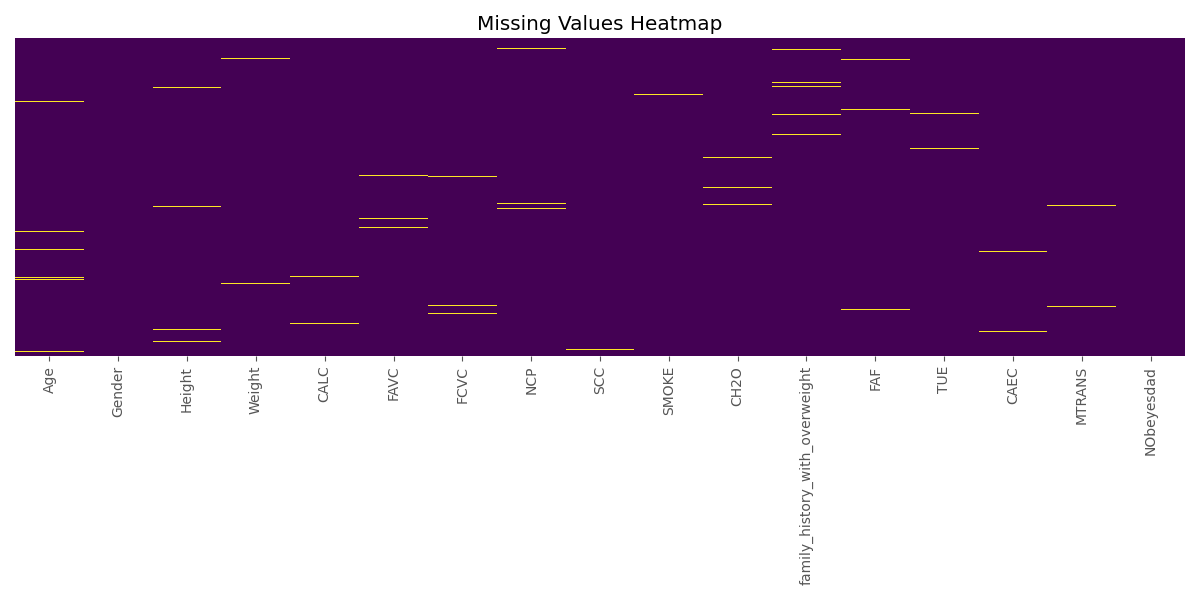 Missing Values Heatmap
Age
Gender
Height
Weight
CALC
FAVC
FCVC
NCP
SCC
SMOKE
CH2O
family_history_with_overweight
FAF
TUE
CAEC
MTRANS
NObeyesdad